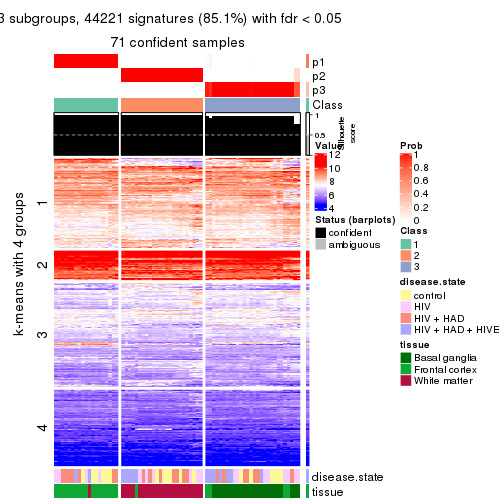 3 subgroups, 44221 signatures (85.1%) with fdr < 0.05
71 confident samples
p1
p2
p3
Class
1
0.5
Silhouette
score
k-means with 4 groups
1
2
3
4
disease.state
tissue
Value
12
10
8
6
4
Status (barplots)
confident
ambiguous
Prob
1
0.8
0.6
0.4
0.2
0
Class
1
2
3
disease.state
control
HIV
HIV + HAD
HIV + HAD + HIVE
tissue
Basal ganglia
Frontal cortex
White matter